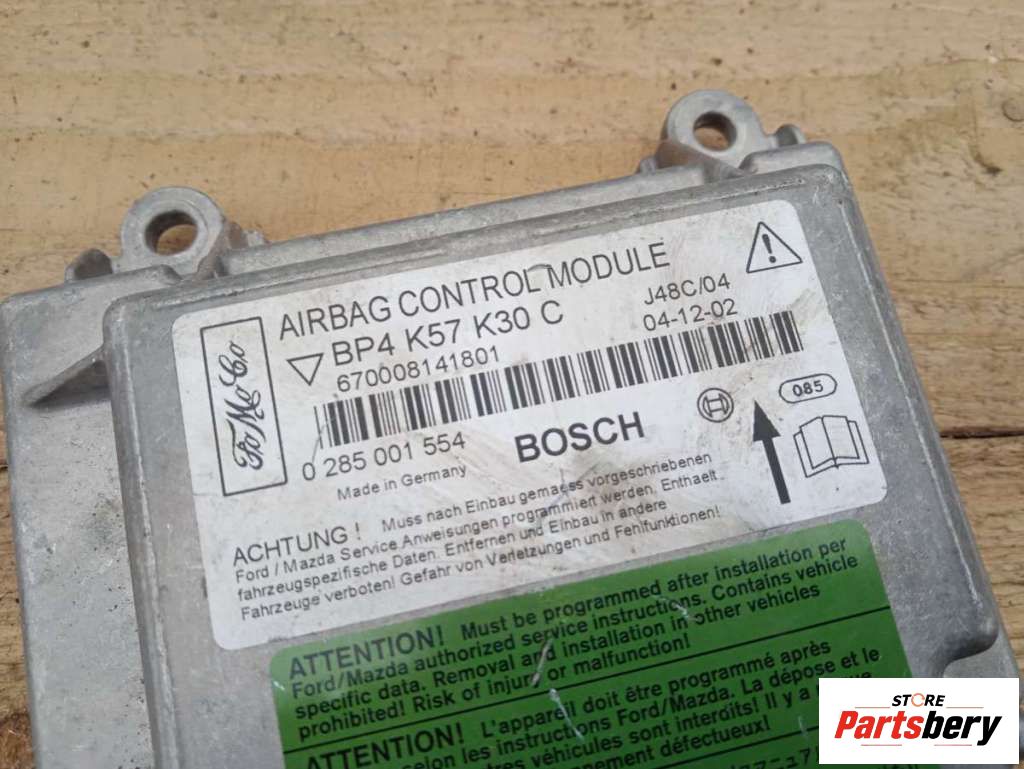 FoMoCo
AIRBAG CONTROL MODULE
BP4 K57 K30 C
J48C/04
670008141801
04-12-02
085
0 285 001 554
BOSCH
Made in Germany
ACHTUNG ! Muss nach Einbau gemaess vorgeschriebenen
Ford / Mazda Service Anweisungen programmiert werden. Enthaelt
fahrzeugspezifische Daten. Entfernen und Einbau in andere
Fahrzeuge verboten! Gefahr von Verletzungen und Fehlfunktionen!
ATTENTION! Must be programmed after installation per
Ford/Mazda authorized service instructions. Contains vehicle
specific data. Removal and installation in other vehicles
prohibited! Risk of injury or malfunction!
ATTENTION! L'appareil doit être programmé après
selon les instructions Ford/Mazda. La dépose et le
autres véhicules sont interdits! Il y a
défectueux!
STORE
Partsbery